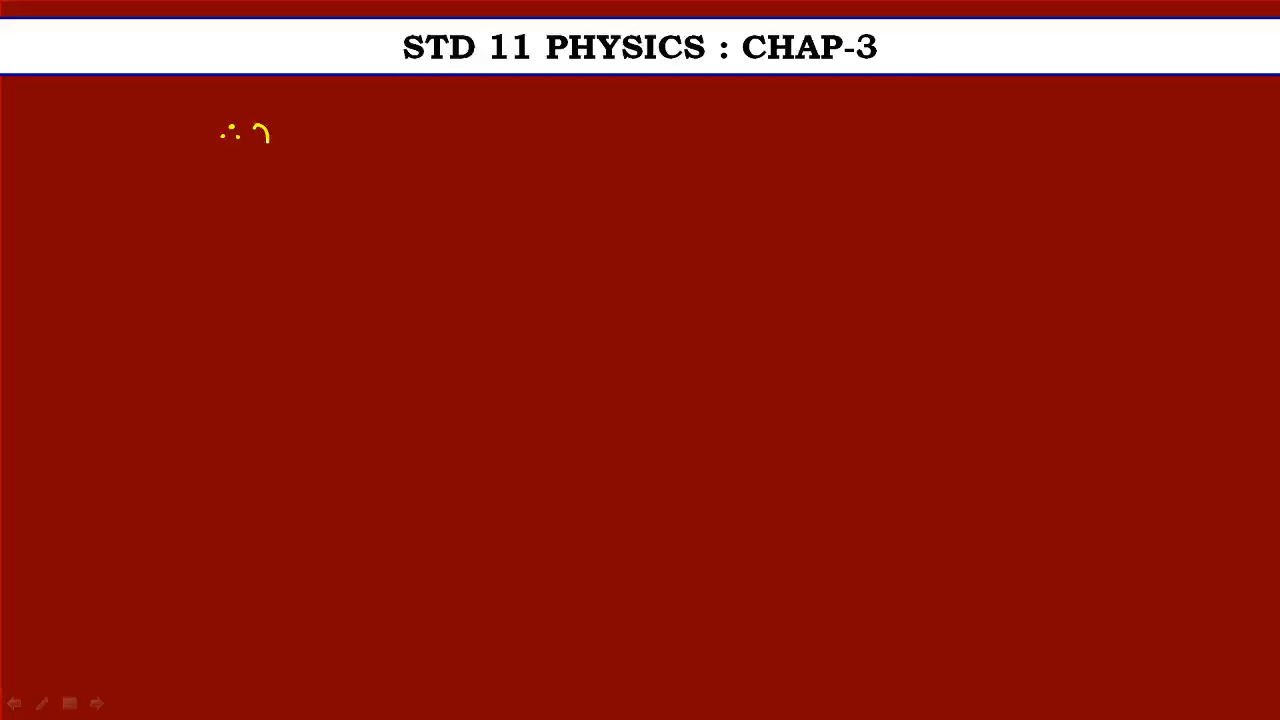 STD 11 PHYSICS : CHAP-3
∴